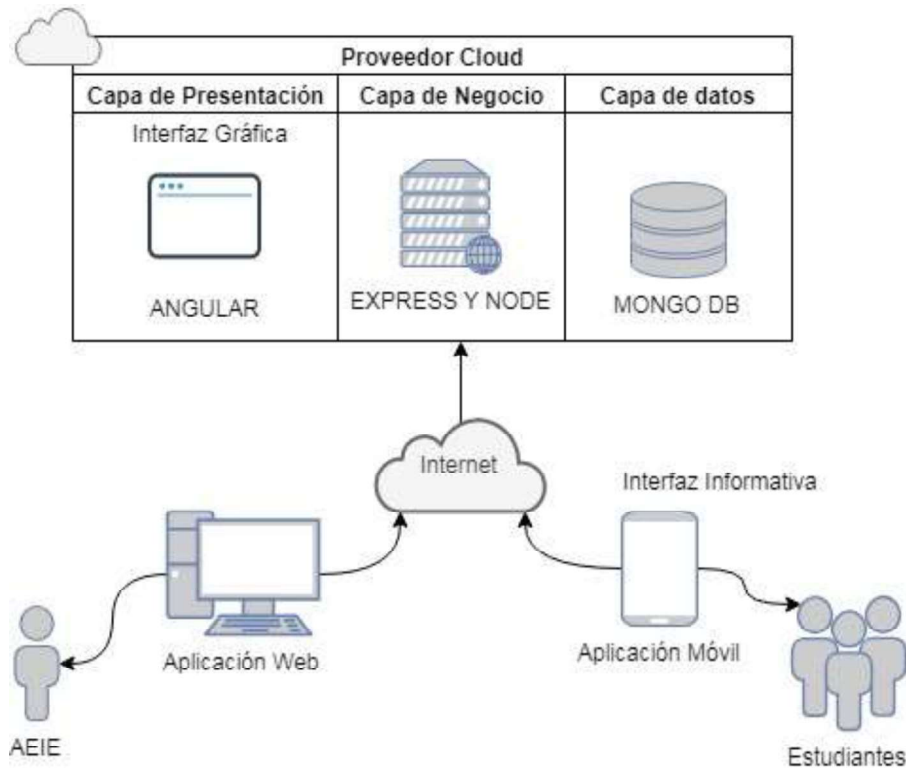 Proveedor Cloud
Capa de Presentación
Capa de Negocio
Capa de datos
Interfaz Gráfica
ANGULAR
EXPRESS Y NODE
MONGO DB
Internet
Interfaz Informativa
Aplicación Web
Aplicación Móvil
AEIE
Estudiantes